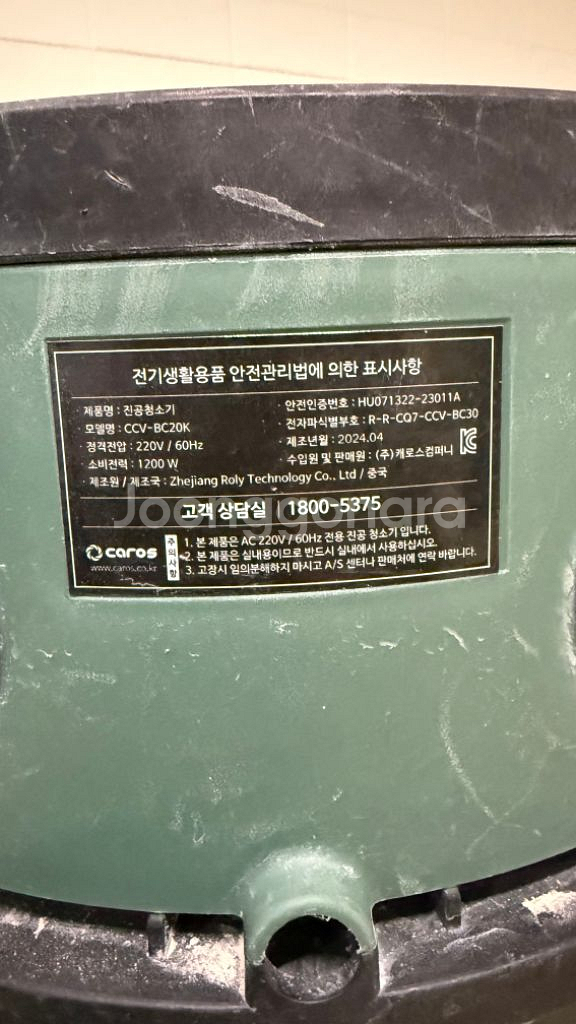 전기생활용품 안전관리법에 의한 표시사항
· 제품명 : 진공청소기
· 모델명 : CCV-BC20K
· 정격전압 : 220V / 60Hz
· 소비전력 : 1200 W
· 안전인증번호 : HU071322-23011A
· 전자파식별부호 : R-R-CQ7-CCV-BC30
· 제조년월 : 2024.04
· 수입원 및 판매원 : (주)캐로스컴퍼니
· 제조원 / 제조국 : Zhejiang Roly Technology Co., Ltd / 중국
고객 상담실 1800-5375
Joonggonara
caros
www.caros.co.kr
주의사항
1. 본 제품은 AC 220V / 60Hz 전용 진공 청소기 입니다.
2. 본 제품은 실내용이므로 반드시 실내에서 사용하십시오.
3. 고장시 임의분해하지 마시고 A/S 센터나 판매처에 연락 바랍니다.